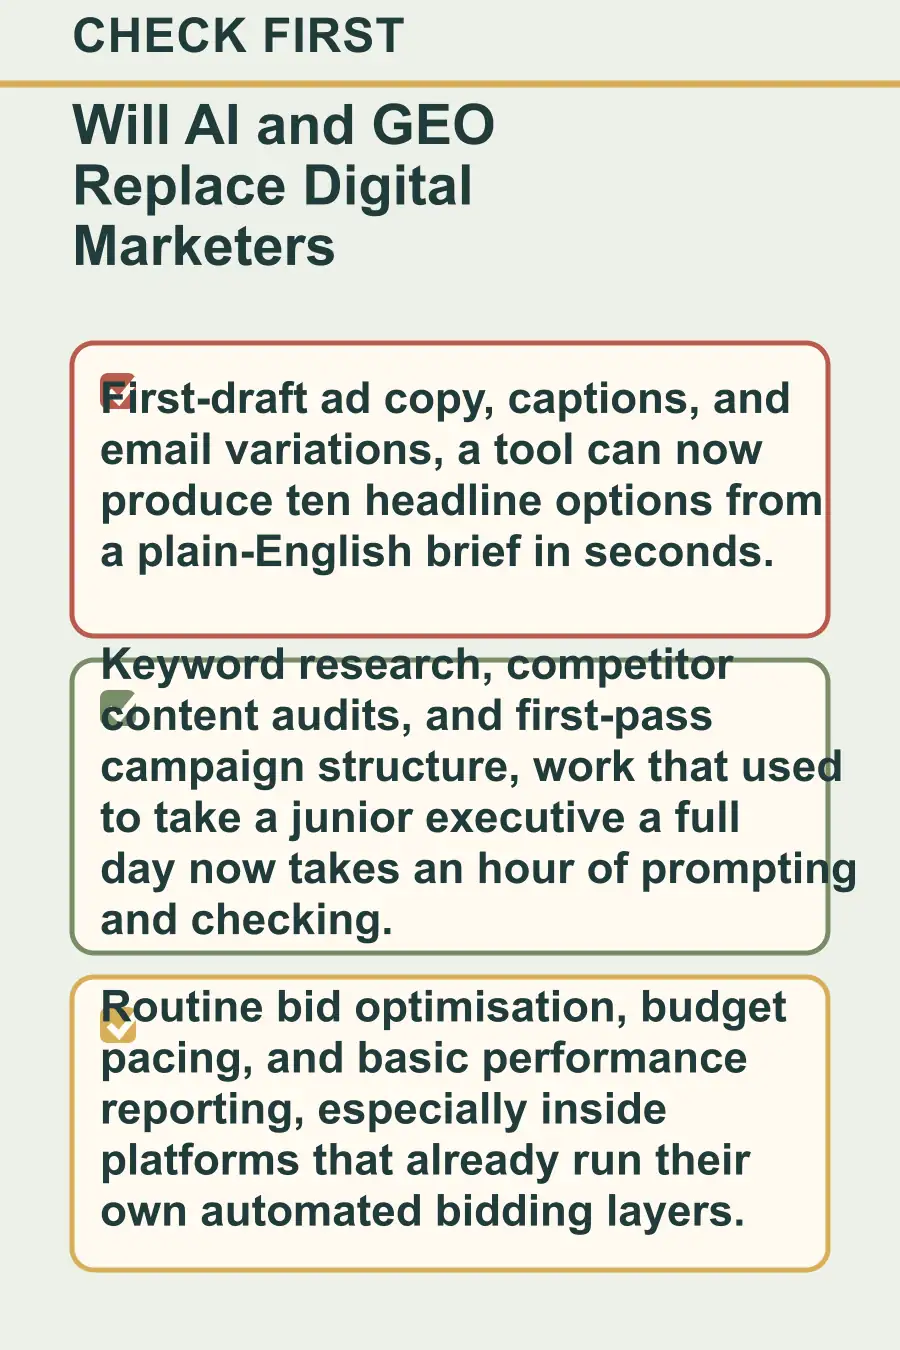 CHECK FIRST
Will AI and GEO
Replace Digital
Marketers
First-draft ad copy, captions, and
email variations, a tool can now
produce ten headline options from
a plain-English brief in seconds.
Keyword research, competitor
content audits, and first-pass
campaign structure, work that used
to take a junior executive a full
day now takes an hour of prompting
and checking.
Routine bid optimisation, budget
pacing, and basic performance
reporting, especially inside
platforms that already run their
own automated bidding layers.